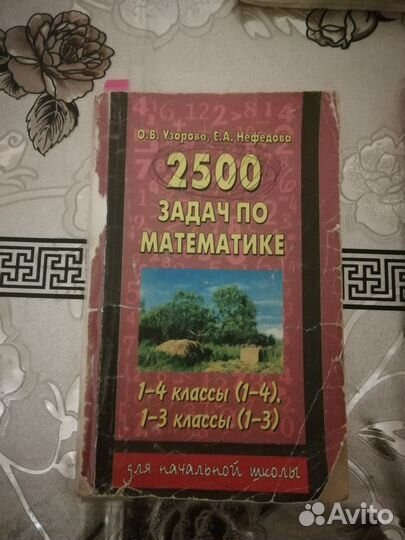 О.В. Узорова, Е.А. Нефедова
2500
ЗАДАЧ ПО
МАТЕМАТИКЕ
1–4 классы (1–4),
1–3 классы (1–3)
для начальной школы
Avito